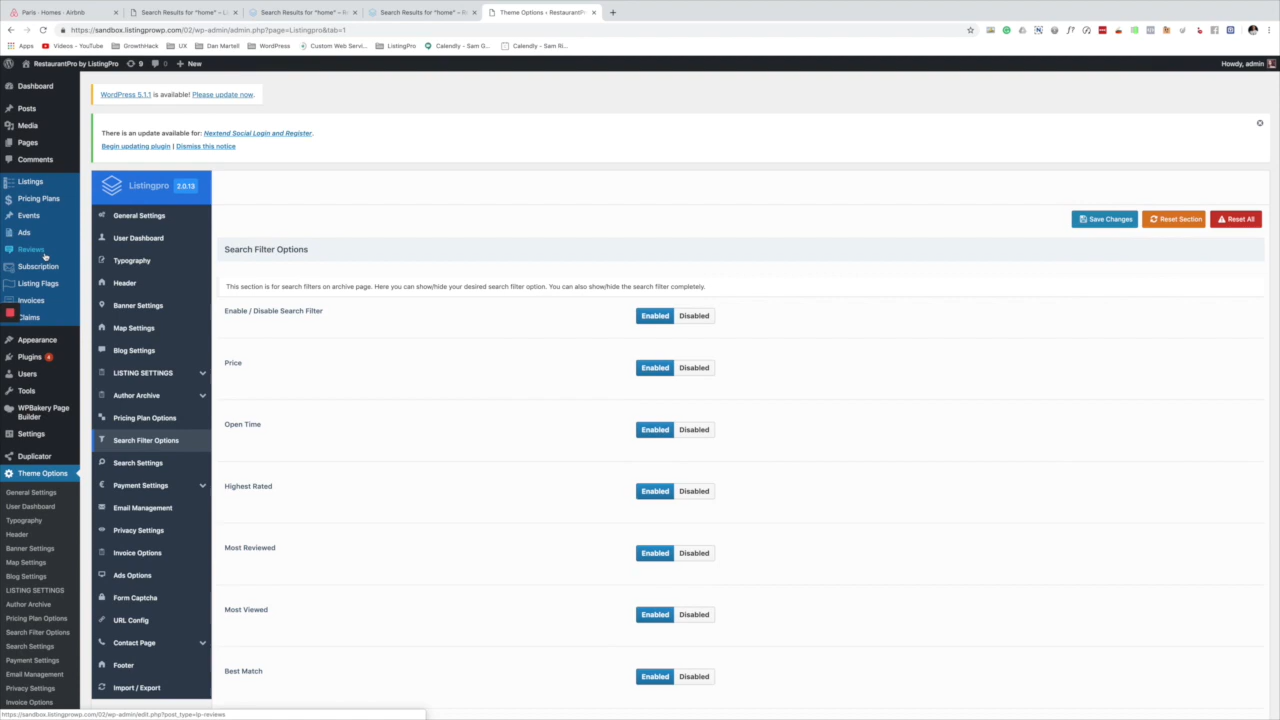 Paris · Homes · Airbnb
Search Results for "home" – Li
Search Results for "home" – R
Search Results for "home" – R
Theme Options ‹ RestaurantPr
https://sandbox.listingprowp.com/02/wp-admin/admin.php?page=Listingpro&tab=1
Apps
Videos - YouTube
GrowthHack
UX
Dan Martell
WordPress
Custom Web Servic...
ListingPro
Calendly - Sam G...
Calendly - Sam Ri...
RestaurantPro by ListingPro
9
0
New
Howdy, admin
Dashboard
Posts
Media
Pages
Comments
Listings
Pricing Plans
Events
Ads
Reviews
Subscription
Listing Flags
Invoices
Claims
Appearance
Plugins 4
Users
Tools
WPBakery Page
Builder
Settings
Duplicator
Theme Options
General Settings
User Dashboard
Typography
Header
Banner Settings
Map Settings
Blog Settings
LISTING SETTINGS
Author Archive
Pricing Plan Options
Search Filter Options
Search Settings
Payment Settings
Email Management
Privacy Settings
Invoice Options
WordPress 5.1.1 is available! Please update now.
There is an update available for: Nextend Social Login and Register.
Begin updating plugin | Dismiss this notice
Listingpro 2.0.13
General Settings
User Dashboard
Typography
Header
Banner Settings
Map Settings
Blog Settings
LISTING SETTINGS
Author Archive
Pricing Plan Options
Search Filter Options
Search Settings
Payment Settings
Email Management
Privacy Settings
Invoice Options
Ads Options
Form Captcha
URL Config
Contact Page
Footer
Import / Export
Save Changes
Reset Section
Reset All
Search Filter Options
This section is for search filters on archive page. Here you can show/hide your desired search filter option. You can also show/hide the search filter completely.
Enable / Disable Search Filter
Enabled Disabled
Price
Enabled Disabled
Open Time
Enabled Disabled
Highest Rated
Enabled Disabled
Most Reviewed
Enabled Disabled
Most Viewed
Enabled Disabled
Best Match
Enabled Disabled
https://sandbox.listingprowp.com/02/wp-admin/edit.php?post_type=lp-reviews